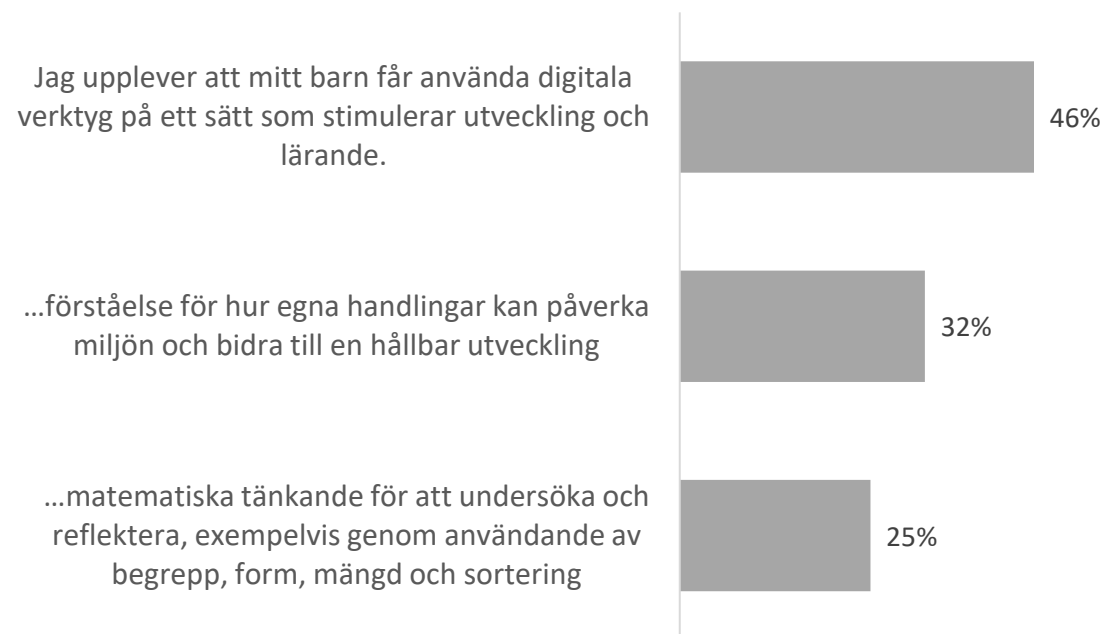 Jag upplever att mitt barn får använda digitala
verktyg på ett sätt som stimulerar utveckling och
lärande.
46%
…förståelse för hur egna handlingar kan påverka
miljön och bidra till en hållbar utveckling
32%
…matematiska tänkande för att undersöka och
reflektera, exempelvis genom användande av
begrepp, form, mängd och sortering
25%